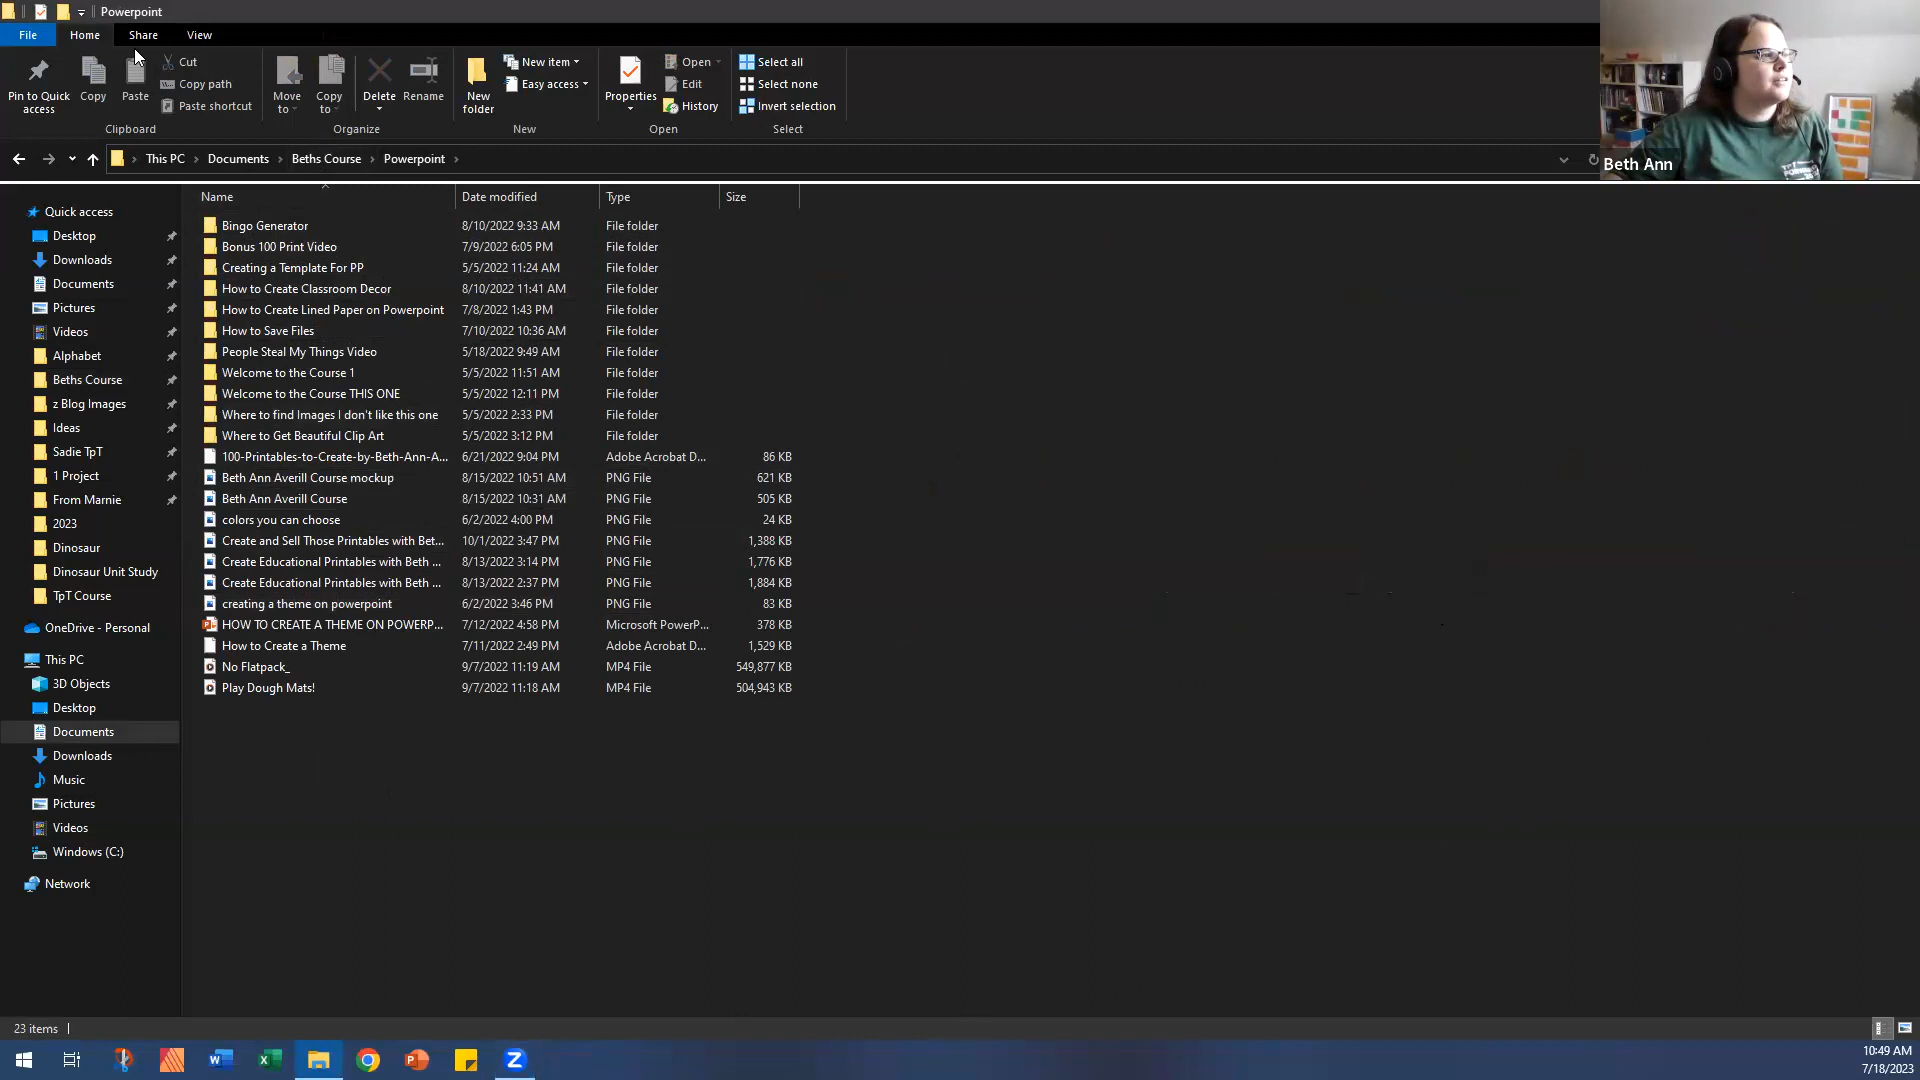 Powerpoint
File Home Share View
Pin to Quick access Copy Paste Cut Copy path Paste shortcut Move to Copy to Delete Rename New folder New item Easy access Properties Open Edit History Select all Select none Invert selection
Clipboard Organize New Open Select
This PC > Documents > Beths Course > Powerpoint >
Beth Ann
Quick access
Desktop
Downloads
Documents
Pictures
Videos
Alphabet
Beths Course
z Blog Images
Ideas
Sadie TpT
1 Project
From Marnie
2023
Dinosaur
Dinosaur Unit Study
TpT Course
OneDrive - Personal
This PC
3D Objects
Desktop
Documents
Downloads
Music
Pictures
Videos
Windows (C:)
Network
Name Date modified Type Size
Bingo Generator 8/10/2022 9:33 AM File folder
Bonus 100 Print Video 7/9/2022 6:05 PM File folder
Creating a Template For PP 5/5/2022 11:24 AM File folder
How to Create Classroom Decor 8/10/2022 11:41 AM File folder
How to Create Lined Paper on Powerpoint 7/8/2022 1:43 PM File folder
How to Save Files 7/10/2022 10:36 AM File folder
People Steal My Things Video 5/18/2022 9:49 AM File folder
Welcome to the Course 1 5/5/2022 11:51 AM File folder
Welcome to the Course THIS ONE 5/5/2022 12:11 PM File folder
Where to find Images I don't like this one 5/5/2022 2:33 PM File folder
Where to Get Beautiful Clip Art 5/5/2022 3:12 PM File folder
100-Printables-to-Create-by-Beth-Ann-A... 6/21/2022 9:04 PM Adobe Acrobat D... 86 KB
Beth Ann Averill Course mockup 8/15/2022 10:51 AM PNG File 621 KB
Beth Ann Averill Course 8/15/2022 10:31 AM PNG File 505 KB
colors you can choose 6/2/2022 4:00 PM PNG File 24 KB
Create and Sell Those Printables with Bet... 10/1/2022 3:47 PM PNG File 1,388 KB
Create Educational Printables with Beth ... 8/13/2022 3:14 PM PNG File 1,776 KB
Create Educational Printables with Beth ... 8/13/2022 2:37 PM PNG File 1,884 KB
creating a theme on powerpoint 6/2/2022 3:46 PM PNG File 83 KB
HOW TO CREATE A THEME ON POWERP... 7/12/2022 4:58 PM Microsoft PowerP... 378 KB
How to Create a Theme 7/11/2022 2:49 PM Adobe Acrobat D... 1,529 KB
No Flatpack_ 9/7/2022 11:19 AM MP4 File 549,877 KB
Play Dough Mats! 9/7/2022 11:18 AM MP4 File 504,943 KB
23 items
10:49 AM
7/18/2023